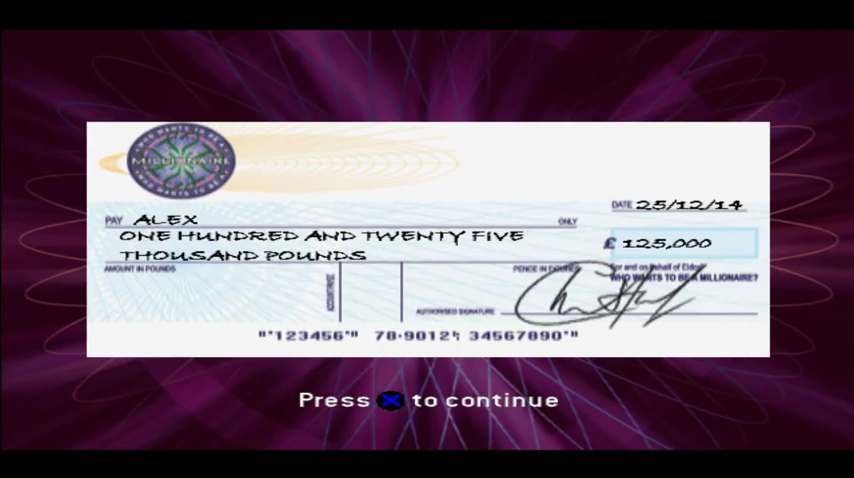 WHO WANTS TO BE A
MILLIONAIRE
WHO WANTS TO BE A
DATE 25/12/14
PAY ALEX ONLY
ONE HUNDRED AND TWENTY FIVE
£ 125,000
THOUSAND POUNDS
AMOUNT IN POUNDS
PENCE IN FIGURES
For and on Behalf of Eidos
WHO WANTS TO BE A MILLIONAIRE?
AUTHORISED SIGNATURE
"'123456'" 78-9012 34567890'"
Press X to continue